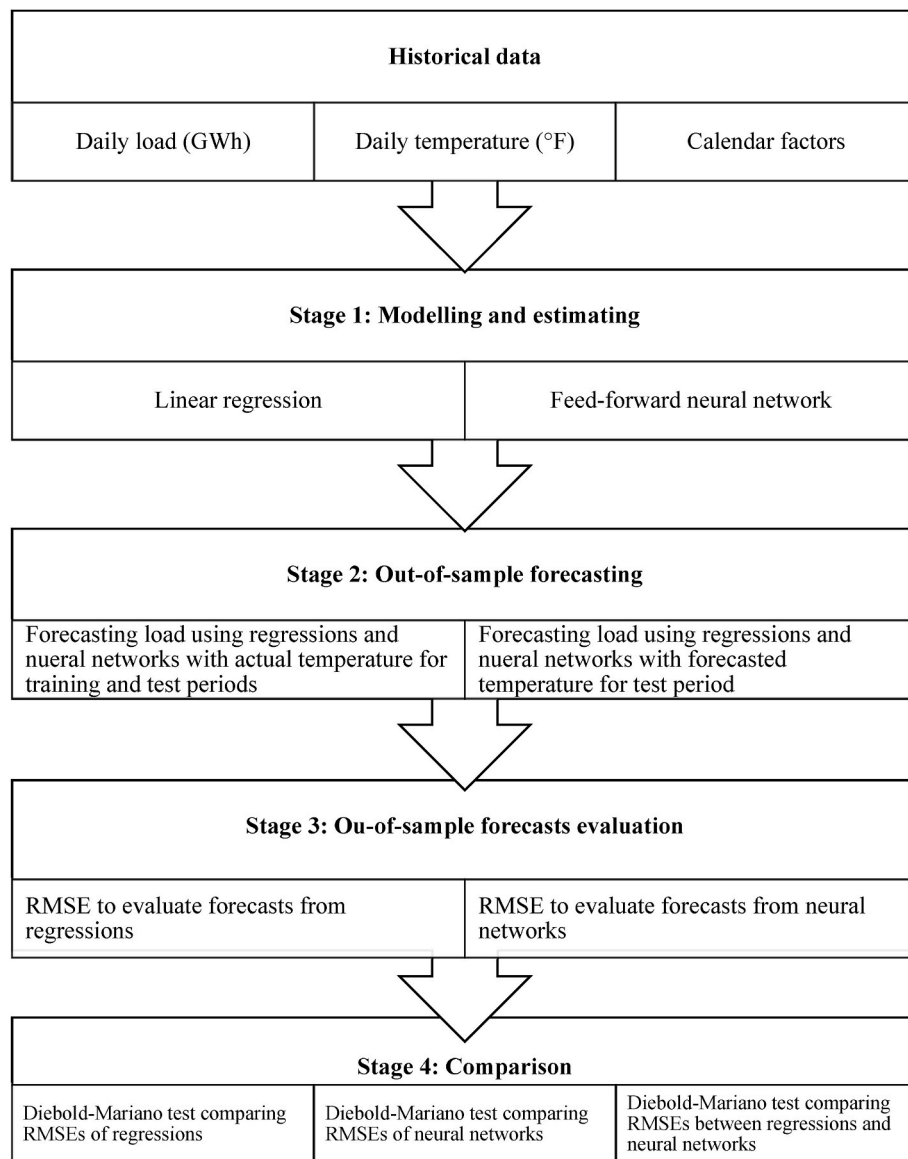 Historical data
Daily load (GWh)
Daily temperature (°F)
Calendar factors
Stage 1: Modelling and estimating
Linear regression
Feed-forward neural network
Stage 2: Out-of-sample forecasting
Forecasting load using regressions and
nueral networks with actual temperature for
training and test periods
Forecasting load using regressions and
nueral networks with forecasted
temperature for test period
Stage 3: Ou-of-sample forecasts evaluation
RMSE to evaluate forecasts from
regressions
RMSE to evaluate forecasts from neural
networks
Stage 4: Comparison
Diebold-Mariano test comparing
RMSEs of regressions
Diebold-Mariano test comparing
RMSEs of neural networks
Diebold-Mariano test comparing
RMSEs between regressions and
neural networks